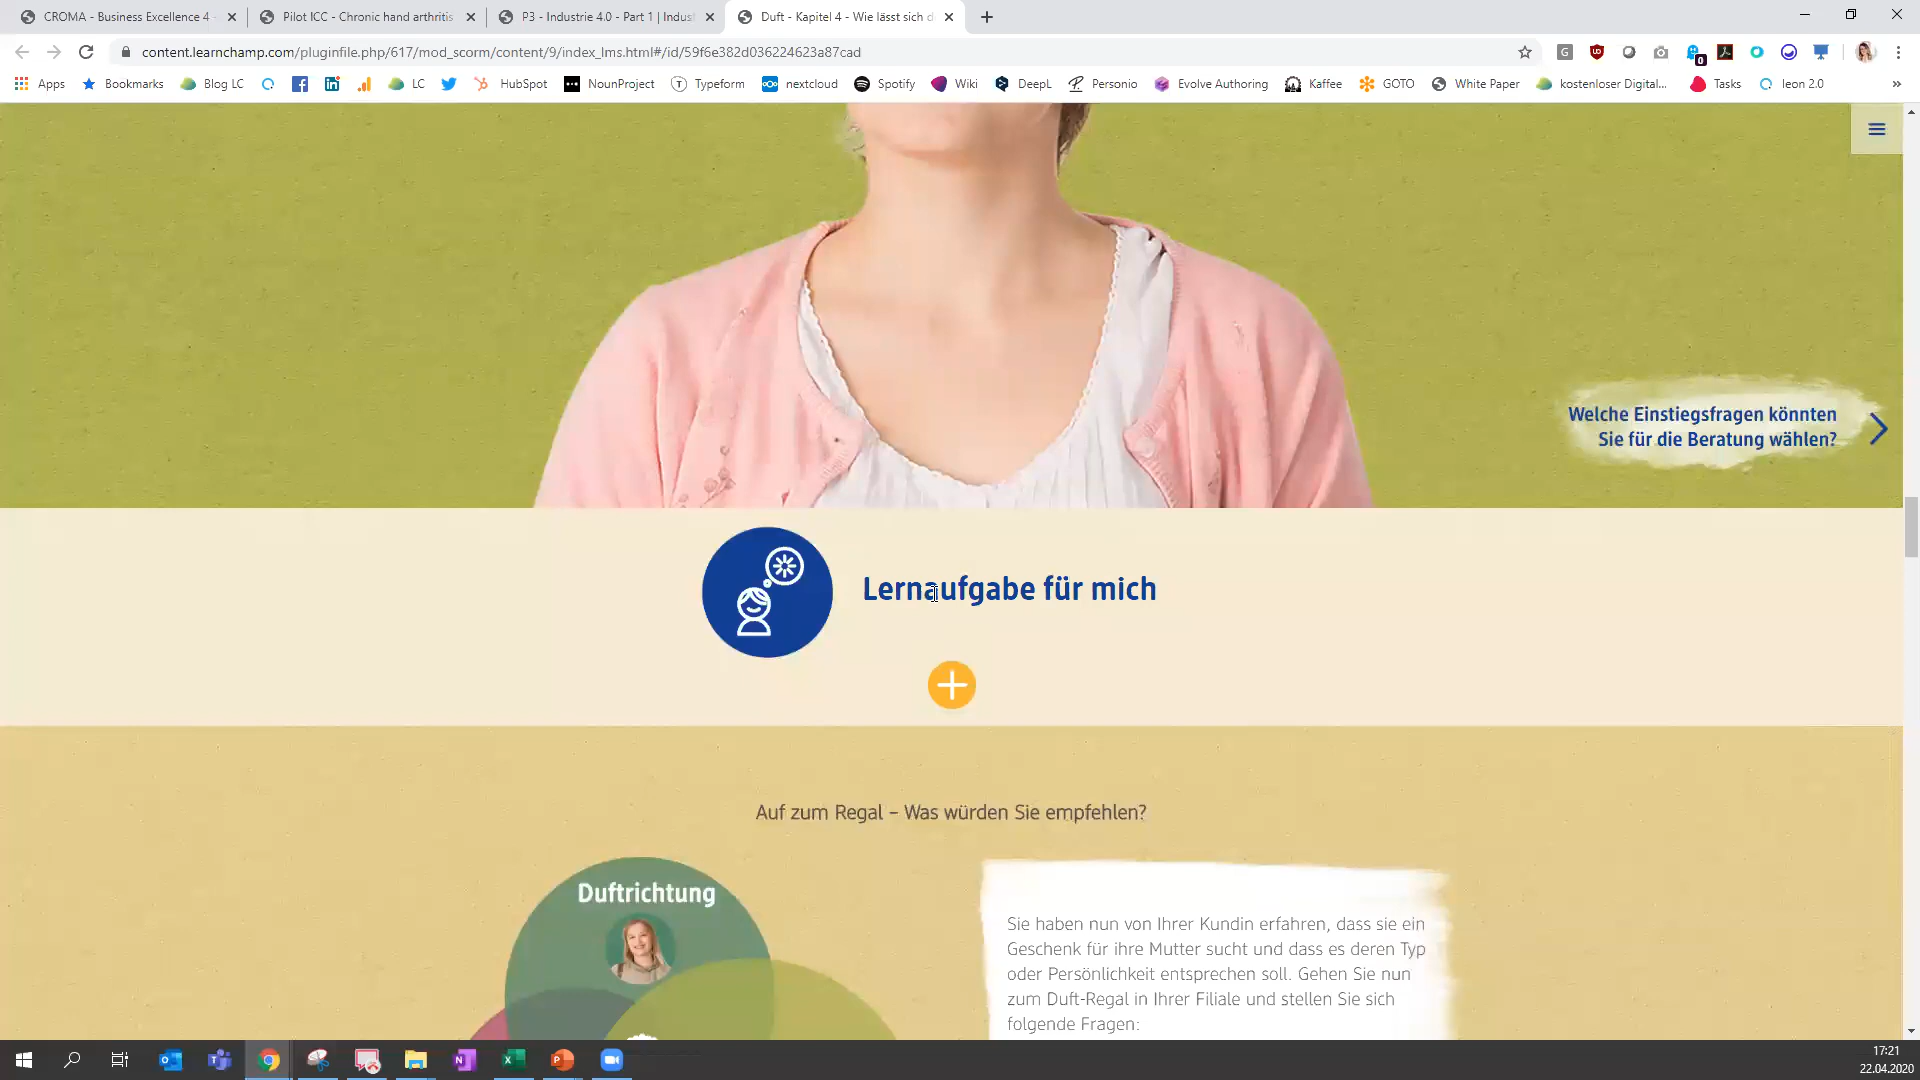 CROMA - Business Excellence 4
Pilot ICC - Chronic hand arthritis
P3 - Industrie 4.0 - Part 1 | Indus
Duft - Kapitel 4 - Wie lässt sich d
content.learnchamp.com/pluginfile.php/617/mod_scorm/content/9/index_lms.html#/id/59f6e382d036224623a87cad
Apps Bookmarks Blog LC LC HubSpot NounProject Typeform nextcloud Spotify Wiki DeepL Personio Evolve Authoring Kaffee GOTO White Paper kostenloser Digital... Tasks leon 2.0 »
Welche Einstiegsfragen könnten
Sie für die Beratung wählen?
Lernaufgabe für mich
Auf zum Regal – Was würden Sie empfehlen?
Duftrichtung
Sie haben nun von Ihrer Kundin erfahren, dass sie ein
Geschenk für ihre Mutter sucht und dass es deren Typ
oder Persönlichkeit entsprechen soll. Gehen Sie nun
zum Duft-Regal in Ihrer Filiale und stellen Sie sich
folgende Fragen:
17:21
22.04.2020